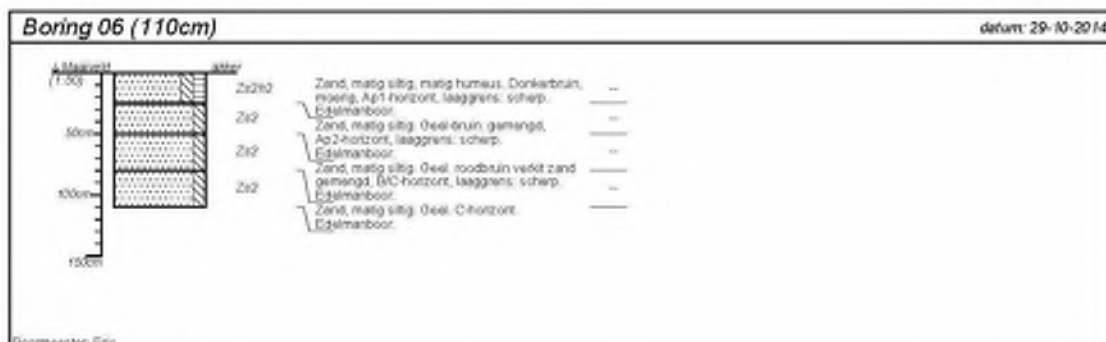 Boring 06 (110cm)
datum: 29-10-2014
Maaiveld
akker
(1:50)
50cm
100cm
150cm
Zs2h2
Zs2
Zs2
Zs2
Zand, matig siltig, matig humeus. Donkerbruin,
Ap1-horizont, laaggrens: scherp.
Edelmanboor.
Zand, matig siltig. Geel-bruin, gemengd,
Ap2-horizont, laaggrens: scherp.
Edelmanboor.
Zand, matig siltig. Geel. roodbruin verkit zand
gemengd, B/C-horizont, laaggrens: scherp.
Edelmanboor.
Zand, matig siltig. Geel. C-horizont.
Edelmanboor.
--
--
--
--